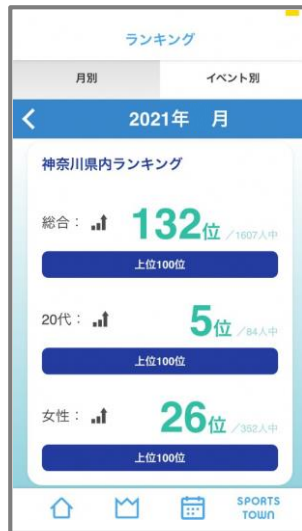 ランキング
月別 イベント別
2021年 月
神奈川県内ランキング
総合： 132位 /1607人中
上位100位
20代： 5位 /84人中
上位100位
女性： 26位 /382人中
上位100位
SPORTS
TOWN